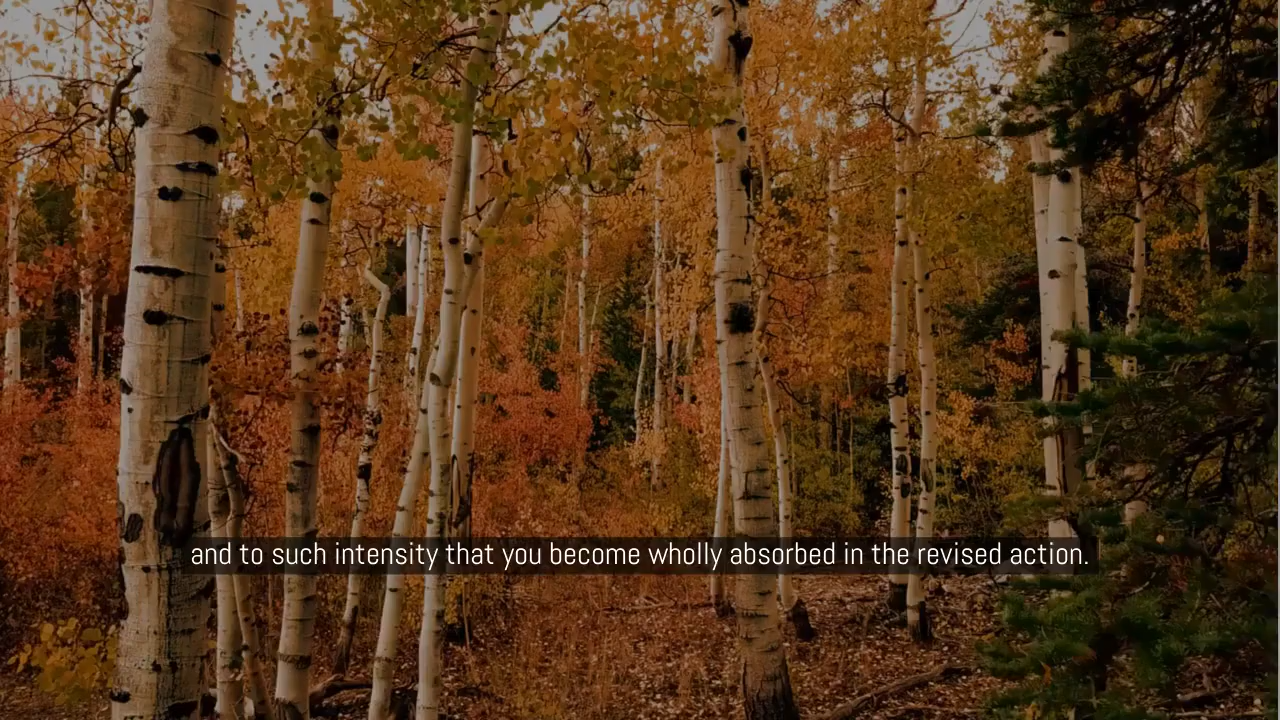 and to such intensity that you become wholly absorbed in the revised action.